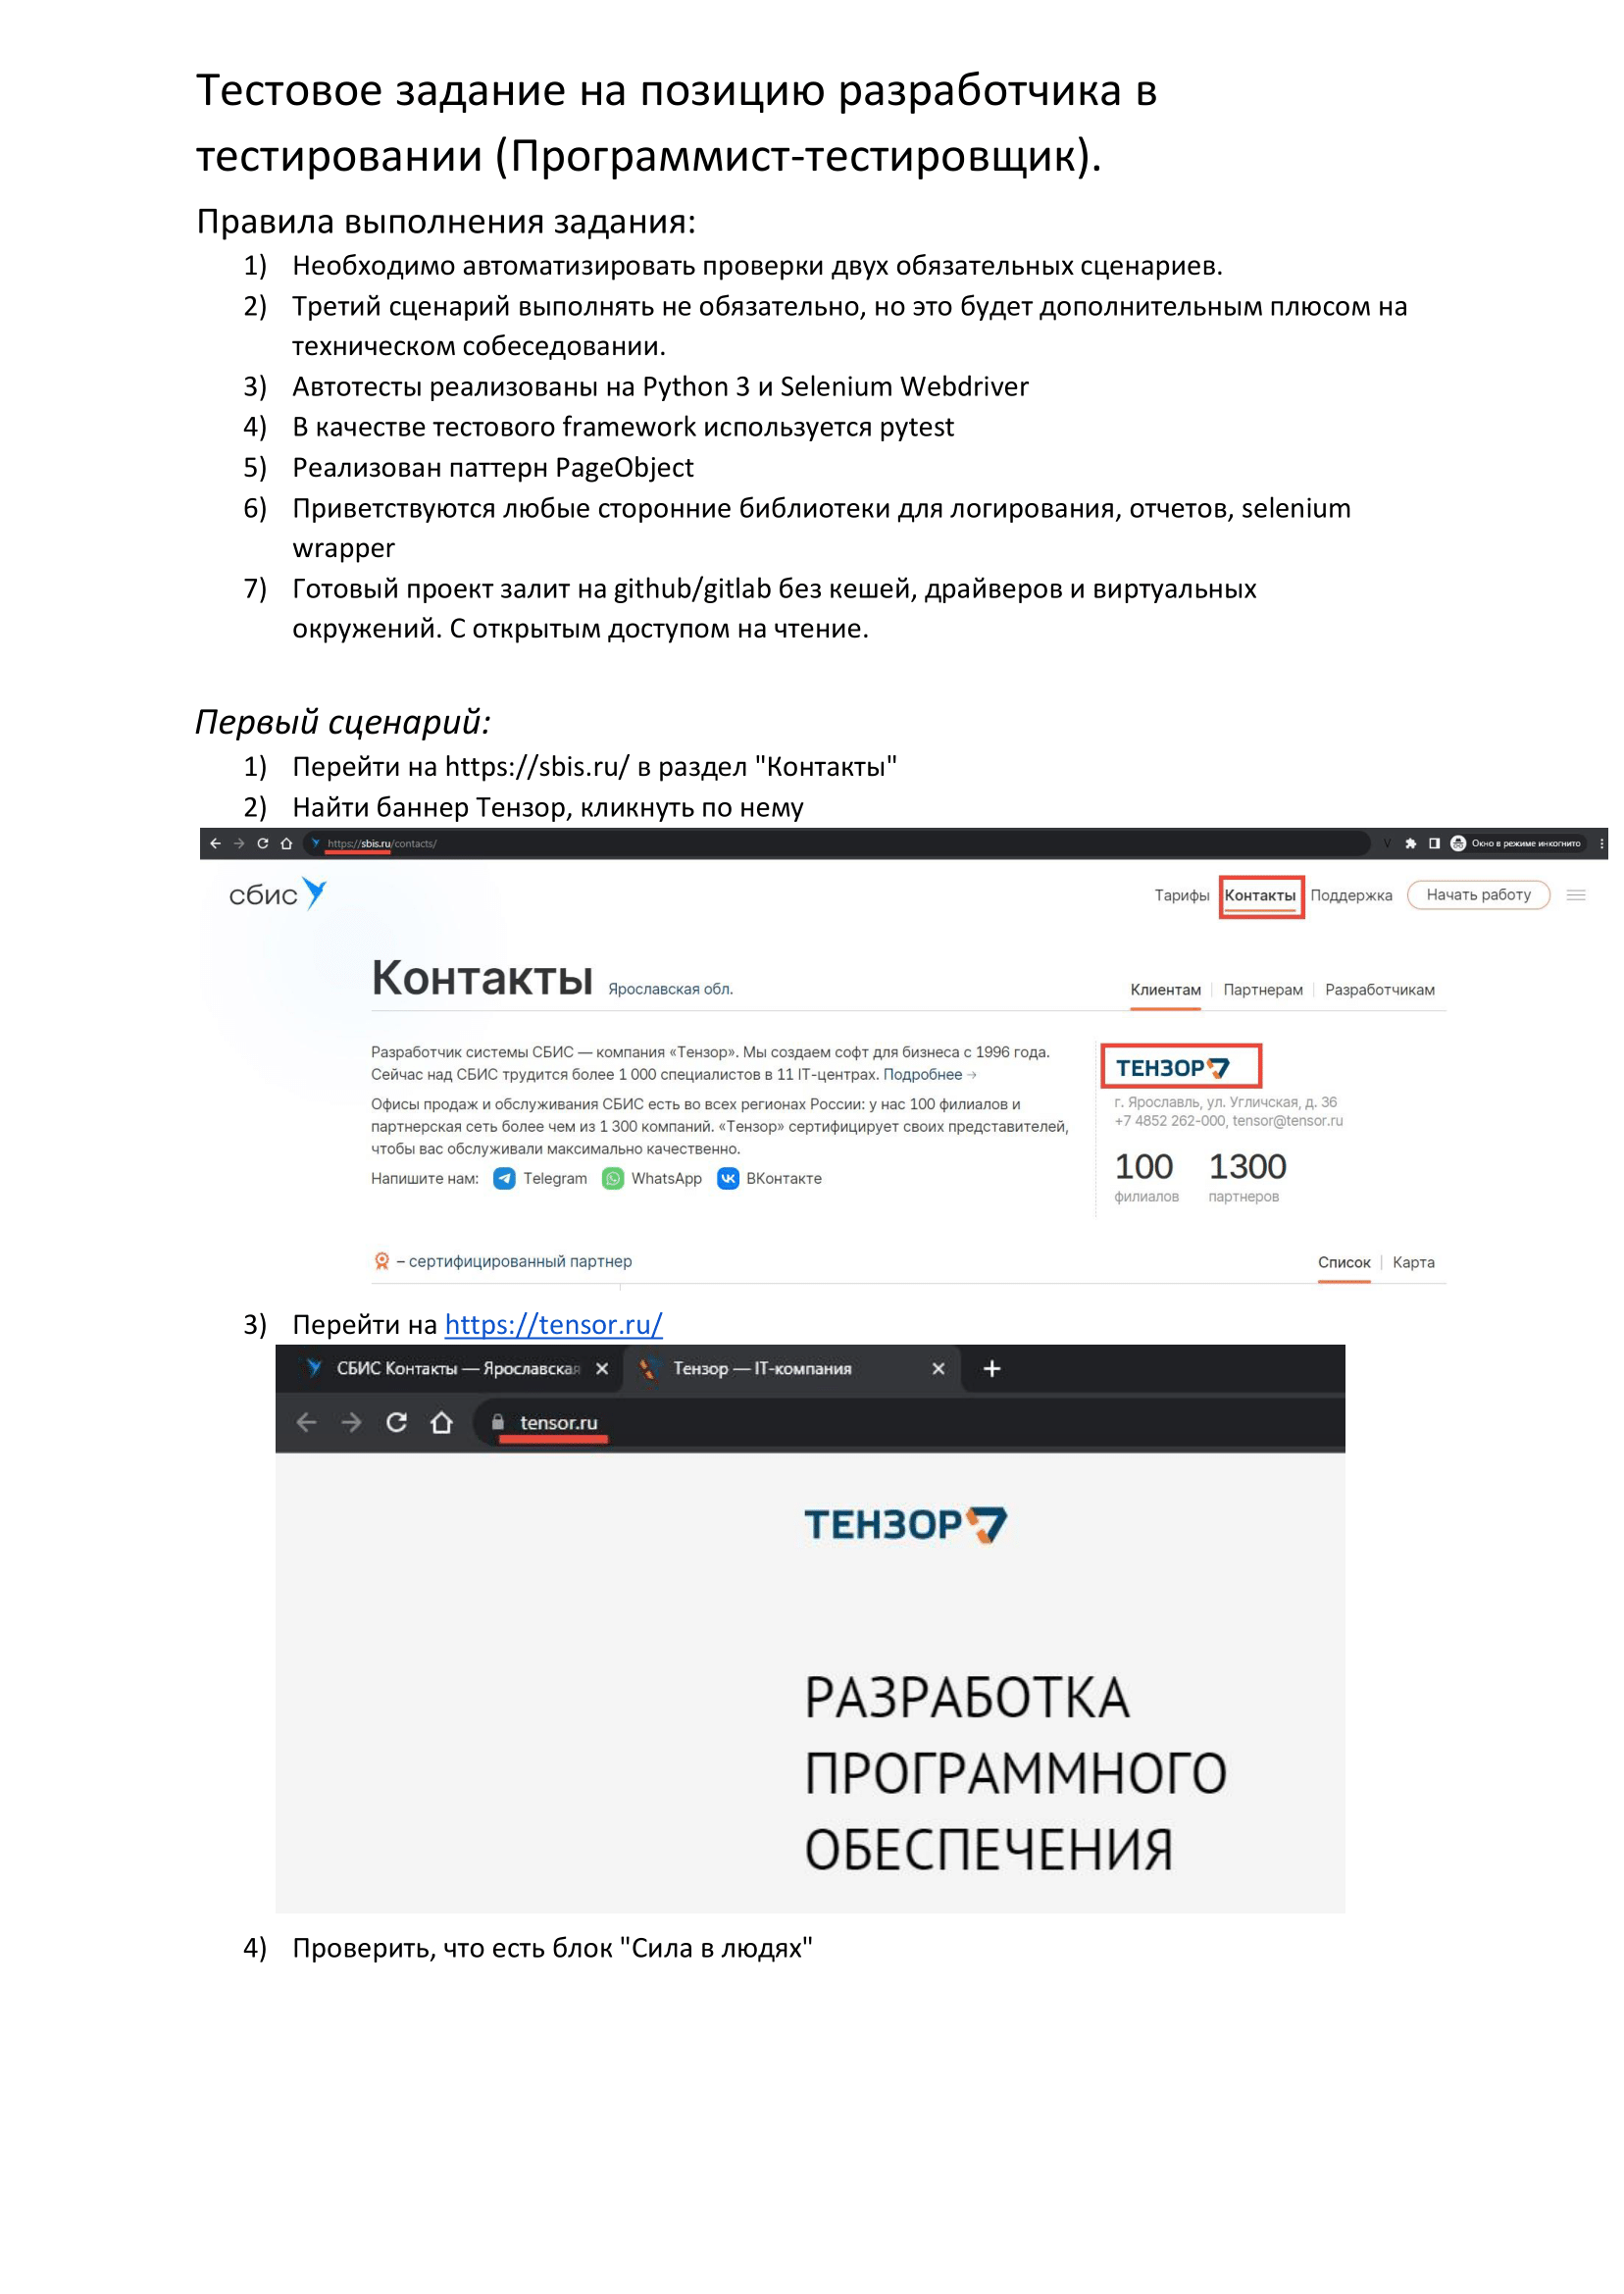 Тестовое задание на позицию разработчика в
тестировании (Программист-тестировщик).
Правила выполнения задания:
1) Необходимо автоматизировать проверки двух обязательных сценариев.
2) Третий сценарий выполнять не обязательно, но это будет дополнительным плюсом на
техническом собеседовании.
3) Автотесты реализованы на Python 3 и Selenium Webdriver
4) В качестве тестового framework используется pytest
5) Реализован паттерн PageObject
6) Приветствуются любые сторонние библиотеки для логирования, отчетов, selenium
wrapper
7) Готовый проект залит на github/gitlab без кешей, драйверов и виртуальных
окружений. С открытым доступом на чтение.
Первый сценарий:
1) Перейти на https://sbis.ru/ в раздел "Контакты"
2) Найти баннер Тензор, кликнуть по нему
https://sbis.ru/contacts/ Окно в режиме инкогнито
сбис Тарифы Контакты Поддержка Начать работу
Контакты Ярославская обл. Клиентам Партнерам Разработчикам
Разработчик системы СБИС — компания «Тензор». Мы создаем софт для бизнеса с 1996 года.
Сейчас над СБИС трудится более 1 000 специалистов в 11 IT-центрах. Подробнее →
Офисы продаж и обслуживания СБИС есть во всех регионах России: у нас 100 филиалов и
партнерская сеть более чем из 1 300 компаний. «Тензор» сертифицирует своих представителей,
чтобы вас обслуживали максимально качественно.
Напишите нам: Telegram WhatsApp ВКонтакте
ТЕНЗОР
г. Ярославль, ул. Угличская, д. 36
+7 4852 262-000, tensor@tensor.ru
100 1300
филиалов партнеров
– сертифицированный партнер Список Карта
3) Перейти на https://tensor.ru/
СБИС Контакты — Ярославская Тензор — IT-компания
tensor.ru
ТЕНЗОР
РАЗРАБОТКА
ПРОГРАММНОГО
ОБЕСПЕЧЕНИЯ
4) Проверить, что есть блок "Сила в людях"